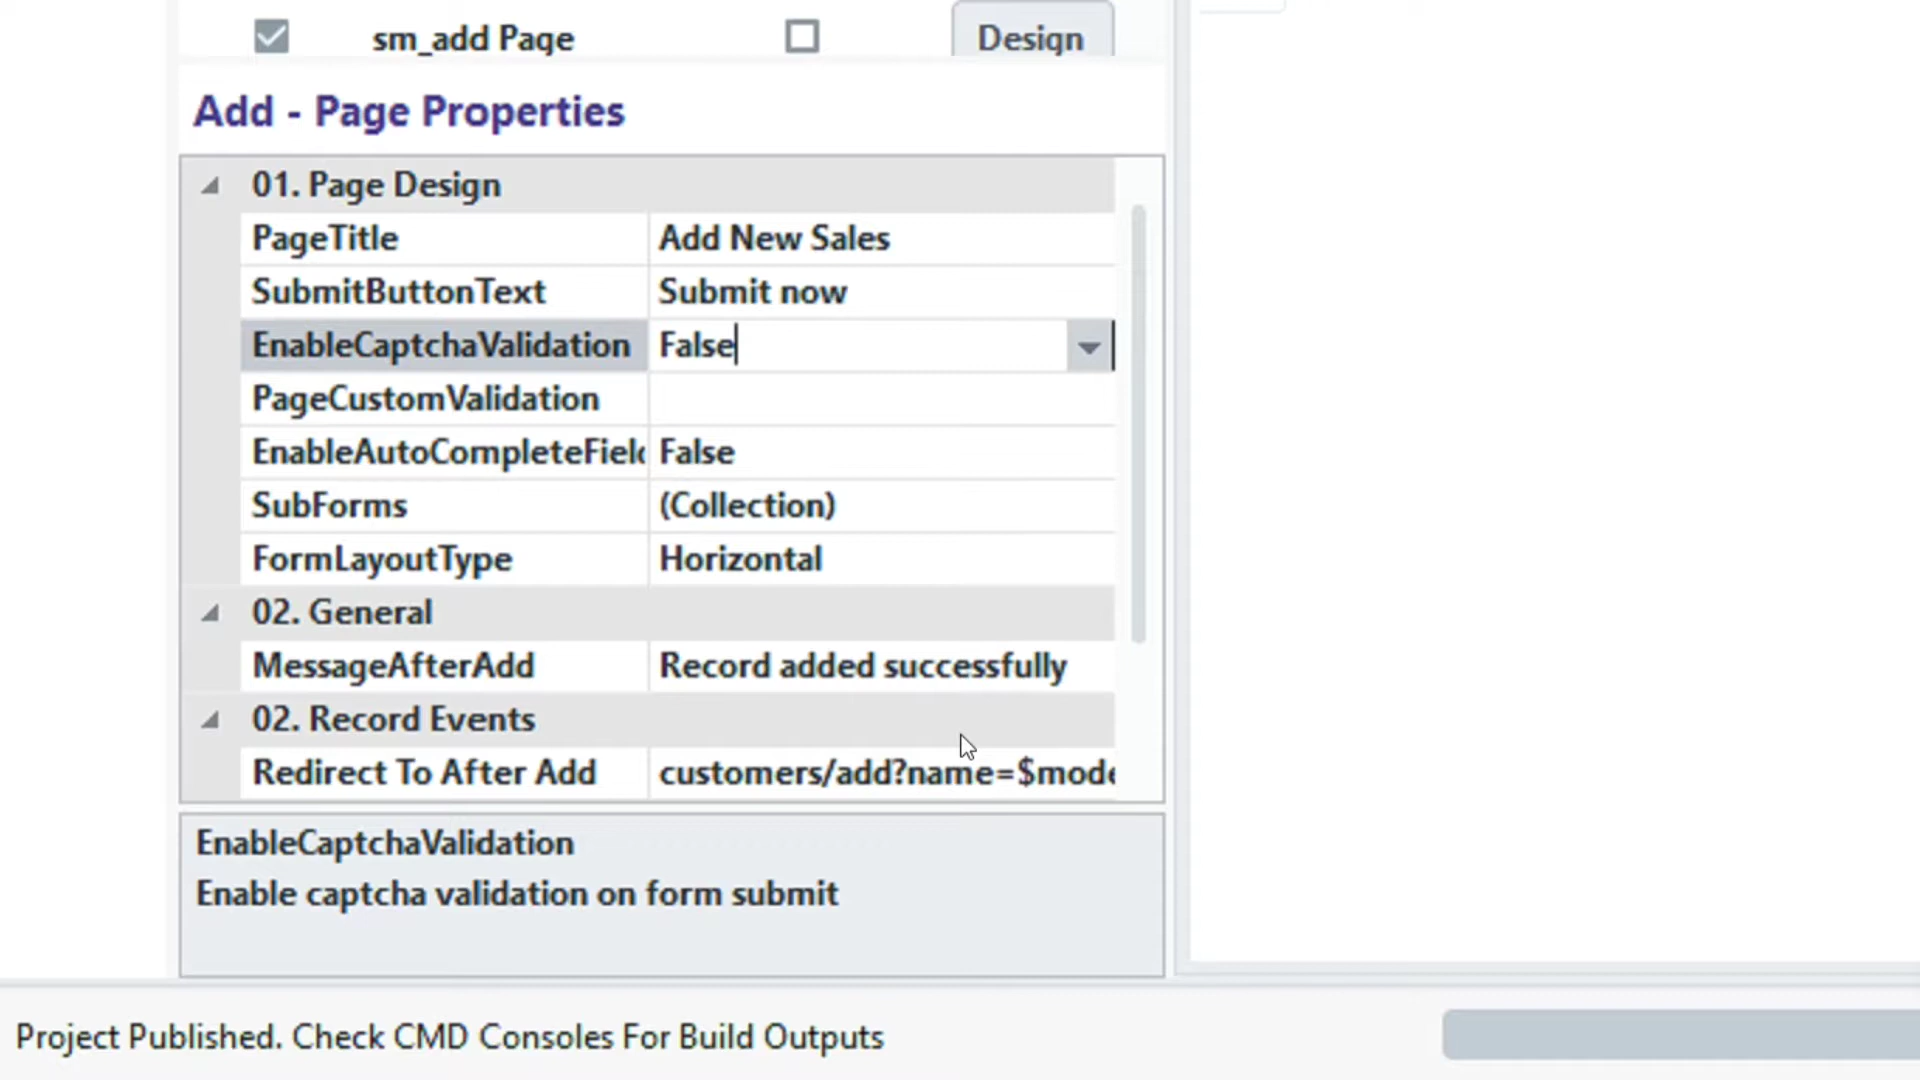 sm_add Page Design
Add - Page Properties
01. Page Design
PageTitle Add New Sales
SubmitButtonText Submit now
EnableCaptchaValidation False
PageCustomValidation
EnableAutoCompleteField False
SubForms (Collection)
FormLayoutType Horizontal
02. General
MessageAfterAdd Record added successfully
02. Record Events
Redirect To After Add customers/add?name=$mode
EnableCaptchaValidation
Enable captcha validation on form submit
Project Published. Check CMD Consoles For Build Outputs